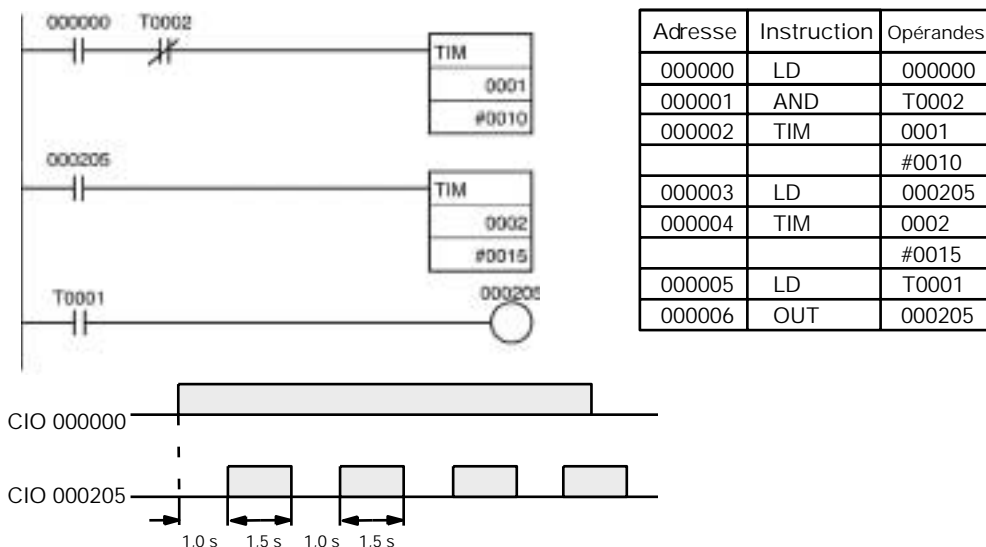 000000 T0002
TIM
0001
#0010
000205
TIM
0002
#0015
T0001 000205
Adresse Instruction Opérandes
000000 LD 000000
000001 AND T0002
000002 TIM 0001
#0010
000003 LD 000205
000004 TIM 0002
#0015
000005 LD T0001
000006 OUT 000205
CIO 000000
CIO 000205
1.0 s 1.5 s 1.0 s 1.5 s